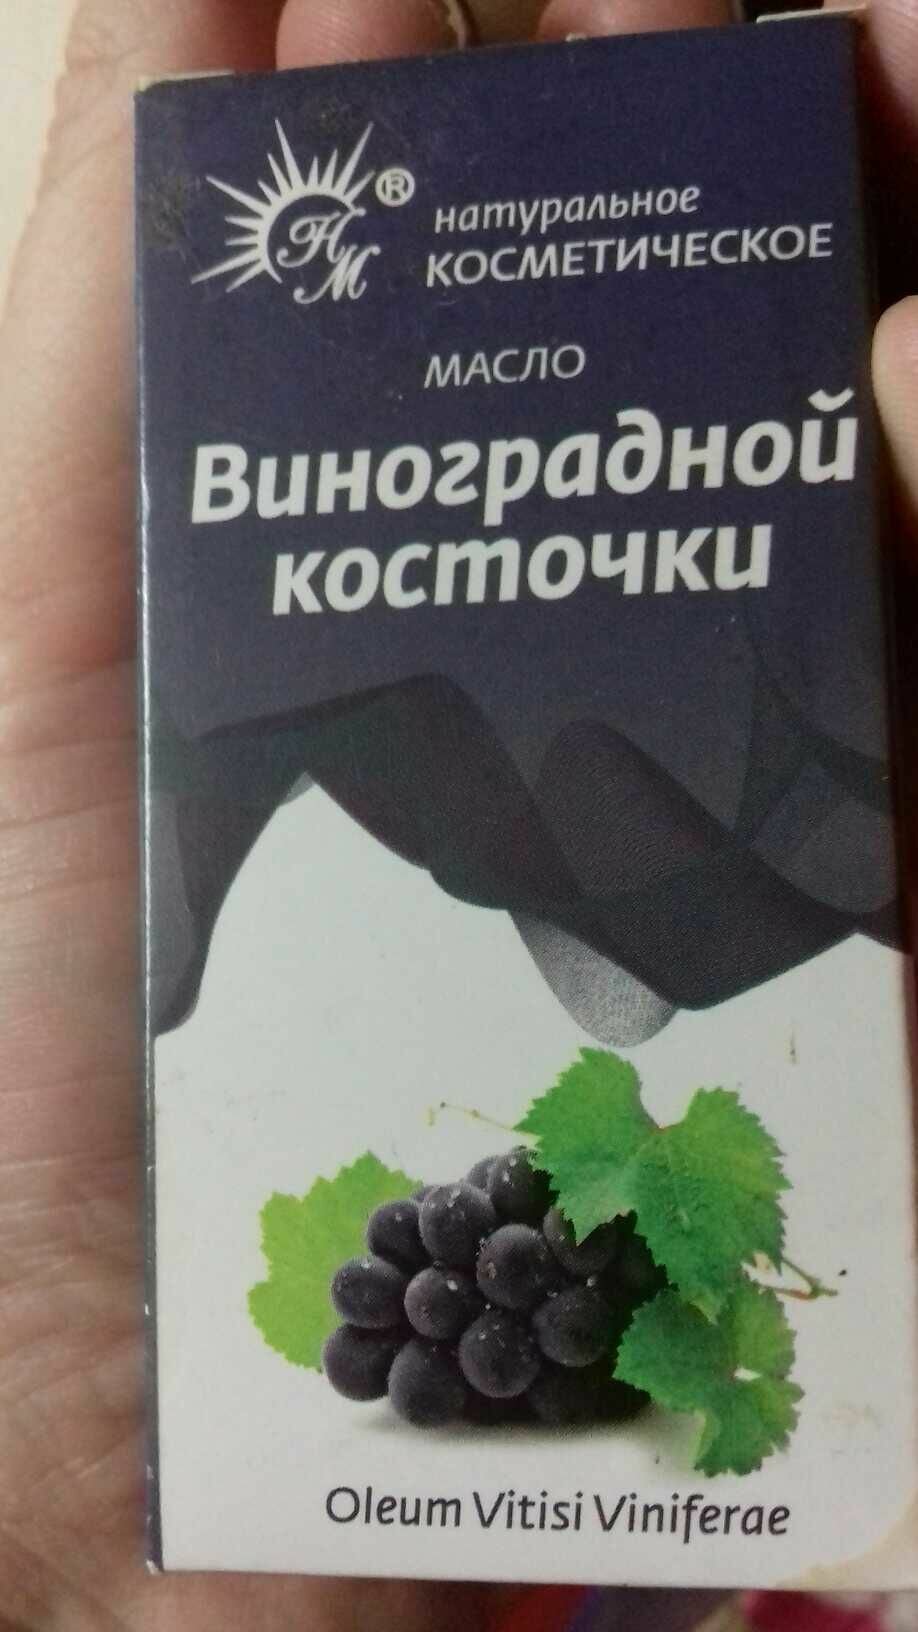 НМ®
натуральное
КОСМЕТИЧЕСКОЕ
МАСЛО
Виноградной
косточки
Oleum Vitisi Viniferae